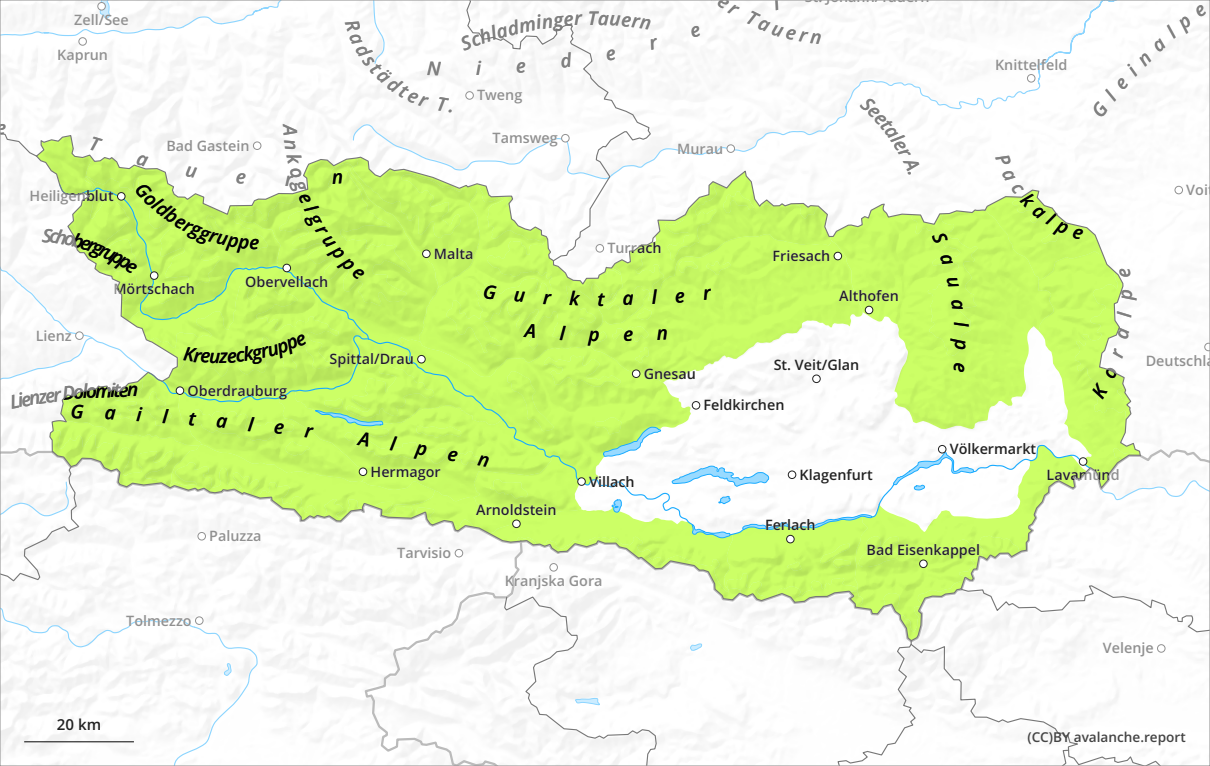 Zell/See
Kaprun
Radstädter T.
Schladminger Tauern
er Tauern
Niedere
Tweng
Knittelfeld
Gleinalpe
Tamsweg
Murau
Seetaler A.
Packalpe
Tauern
Bad Gastein
Ankogelgruppe
Heiligenblut
Goldberggruppe
Schobergruppe
Mörtschach
Obervellach
Malta
Turrach
Friesach
Saualpe
Gurktaler
Alpen
Althofen
Koralpe
Lienz
Kreuzeckgruppe
Spittal/Drau
St. Veit/Glan
Gnesau
Lienzer Dolomiten
Oberdrauburg
Feldkirchen
Gailtaler Alpen
Hermagor
Villach
Klagenfurt
Völkermarkt
Lavamünd
Arnoldstein
Ferlach
Bad Eisenkappel
Paluzza
Tarvisio
Kranjska Gora
Tolmezzo
Velenje
20 km
(CC)BY avalanche.report